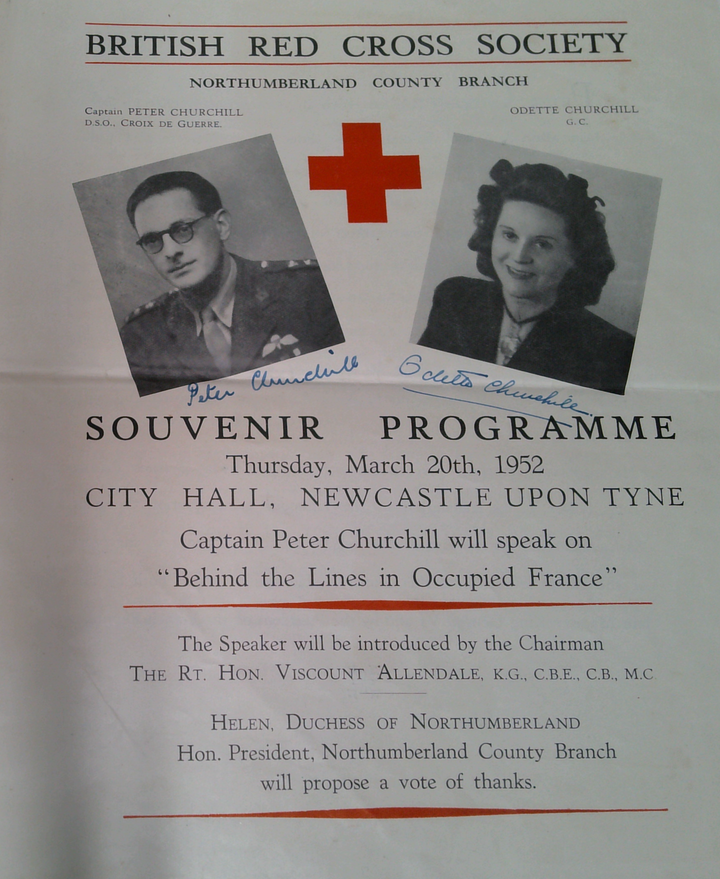 BRITISH RED CROSS SOCIETY
NORTHUMBERLAND COUNTY BRANCH
Captain PETER CHURCHILL
D.S.O., CROIX DE GUERRE.
ODETTE CHURCHILL
G.C.
Peter Churchill
Odette Churchill.
SOUVENIR PROGRAMME
Thursday, March 20th, 1952
CITY HALL, NEWCASTLE UPON TYNE
Captain Peter Churchill will speak on
“Behind the Lines in Occupied France”
The Speaker will be introduced by the Chairman
THE RT. HON. VISCOUNT ALLENDALE, K.G., C.B.E., C.B., M.C
HELEN, DUCHESS OF NORTHUMBERLAND
Hon. President, Northumberland County Branch
will propose a vote of thanks.